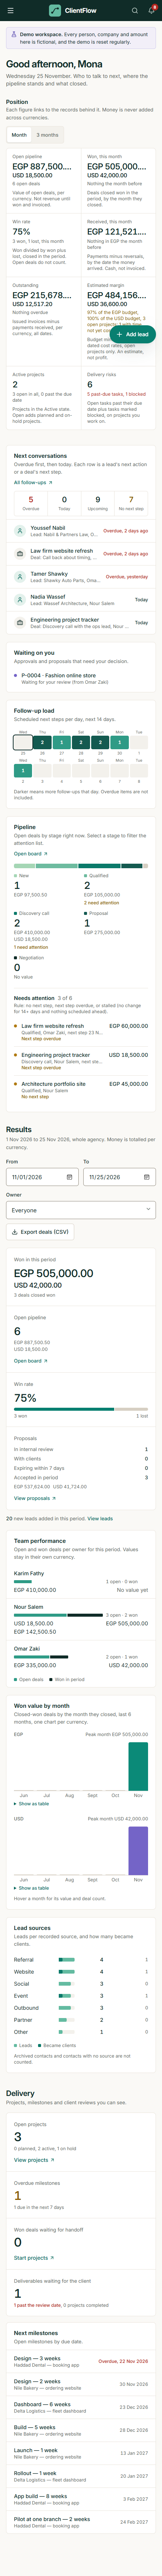 ClientFlow
6
Demo workspace. Every person, company and amount here is fictional, and the demo is reset regularly.
Good afternoon, Mona
Wednesday 25 November. Who to talk to next, where the pipeline stands and what closed.
Position
Each figure links to the records behind it. Money is never added across currencies.
Month
3 months
Open pipeline
EGP 887,500....
USD 18,500.00
6 open deals
Value of open deals, per currency. Not revenue until won and invoiced.
Won, this month
EGP 505,000....
USD 42,000.00
Nothing the month before
Deals closed won in the period, by the month they closed.
Win rate
75%
3 won, 1 lost, this month
Won divided by won plus lost, closed in the period. Open deals do not count.
Received, this month
EGP 121,521....
Nothing in EGP the month before
Payments minus reversals, by the date the money arrived. Cash, not invoiced.
Outstanding
EGP 215,678....
USD 12,517.20
Nothing overdue
Issued invoices minus payments received, per currency, all dates.
Estimated margin
EGP 484,156....
USD 36,600.00
97% of the EGP budget, 100% of the USD budget, 3
Add lead
Active projects
2
3 open in all, 0 past the due date
Projects in the Active state. Open adds planned and on-hold projects.
Delivery risks
6
5 past-due tasks, 1 blocked
Open tasks past their due date plus tasks marked blocked, on projects you work on.
Next conversations
Overdue first, then today. Each row is a lead's next action or a deal's next step.
All follow-ups
5
Overdue
0
Today
9
Upcoming
7
No next step
Youssef Nabil
Lead: Nabil & Partners Law, O...
Overdue, 2 days ago
Law firm website refresh
Deal: Call back about timing, ...
Overdue, 2 days ago
Tamer Shawky
Lead: Shawky Auto Parts, Oma...
Overdue, yesterday
Nadia Wassef
Lead: Wassef Architecture, Nour Salem
Today
Engineering project tracker
Deal: Discovery call with the ops lead, Nour ...
Today
Waiting on you
Approvals and proposals that need your decision.
P-0004 · Fashion online store
Waiting for your review (from Omar Zaki)
Follow-up load
Scheduled next steps per day, next 14 days.
Wed Thu Fri Sat Sun Mon Tue
2 1 2 2 1
25 26 27 28 29 30 1
Wed Thu Fri Sat Sun Mon Tue
1
2 3 4 5 6 7 8
Darker means more follow-ups that day. Overdue items are not included.
Pipeline
Open deals by stage right now. Select a stage to filter the attention list.
Open board
New
1
EGP 97,500.50
Qualified
2
EGP 105,000.00
2 need attention
Discovery call
2
EGP 410,000.00
USD 18,500.00
1 need attention
Proposal
1
EGP 275,000.00
Negotiation
0
No value
Needs attention 3 of 6
Rule: no next step, next step overdue, or stalled (no change for 14+ days and nothing scheduled ahead).
Law firm website refresh
Qualified, Omar Zaki, next step 23 N...
Next step overdue
EGP 60,000.00
Engineering project tracker
Discovery call, Nour Salem, next ste...
Next step overdue
USD 18,500.00
Architecture portfolio site
Qualified, Nour Salem
No next step
EGP 45,000.00
Results
1 Nov 2026 to 25 Nov 2026, whole agency. Money is totalled per currency.
From
11/01/2026
To
11/25/2026
Owner
Everyone
Export deals (CSV)
Won in this period
EGP 505,000.00
USD 42,000.00
3 deals closed won
Open pipeline
6
EGP 887,500.50
USD 18,500.00
Open board
Win rate
75%
3 won
1 lost
Proposals
In internal review 1
With clients 0
Expiring within 7 days 0
Accepted in period 3
EGP 537,624.00 USD 41,724.00
View proposals
20 new leads added in this period. View leads
Team performance
Open and won deals per owner for this period. Values stay in their own currency.
Karim Fathy
1 open · 0 won
EGP 410,000.00
No value yet
Nour Salem
3 open · 2 won
USD 18,500.00
EGP 505,000.00
EGP 142,500.50
Omar Zaki
2 open · 1 won
EGP 335,000.00
USD 42,000.00
Open deals
Won in period
Won value by month
Closed-won deals by the month they closed, last 6 months, one chart per currency.
EGP
Peak month EGP 505,000.00
Jun Jul Aug Sept Oct Nov
Show as table
USD
Peak month USD 42,000.00
Jun Jul Aug Sept Oct Nov
Show as table
Hover a month for its value and deal count.
Lead sources
Leads per recorded source, and how many became clients.
Referral 4 1
Website 4 1
Social 3 0
Event 3 1
Outbound 3 0
Partner 2 0
Other 1 0
Leads
Became clients
Archived contacts and contacts with no source are not counted.
Delivery
Projects, milestones and client reviews you can see.
Open projects
3
0 planned, 2 active, 1 on hold
View projects
Overdue milestones
1
1 due in the next 7 days
Won deals waiting for handoff
0
Start projects
Deliverables waiting for the client
1
1 past the review date, 0 projects completed
Next milestones
Open milestones by due date.
Design — 3 weeks
Haddad Dental — booking app
Overdue, 22 Nov 2026
Design — 2 weeks
Nile Bakery — ordering website
30 Nov 2026
Dashboard — 6 weeks
Delta Logistics — fleet dashboard
23 Dec 2026
Build — 5 weeks
Nile Bakery — ordering website
28 Dec 2026
Launch — 1 week
Nile Bakery — ordering website
13 Jan 2027
Rollout — 1 week
Delta Logistics — fleet dashboard
20 Jan 2027
App build — 8 weeks
Haddad Dental — booking app
3 Feb 2027
Pilot at one branch — 2 weeks
Haddad Dental — booking app
24 Feb 2027